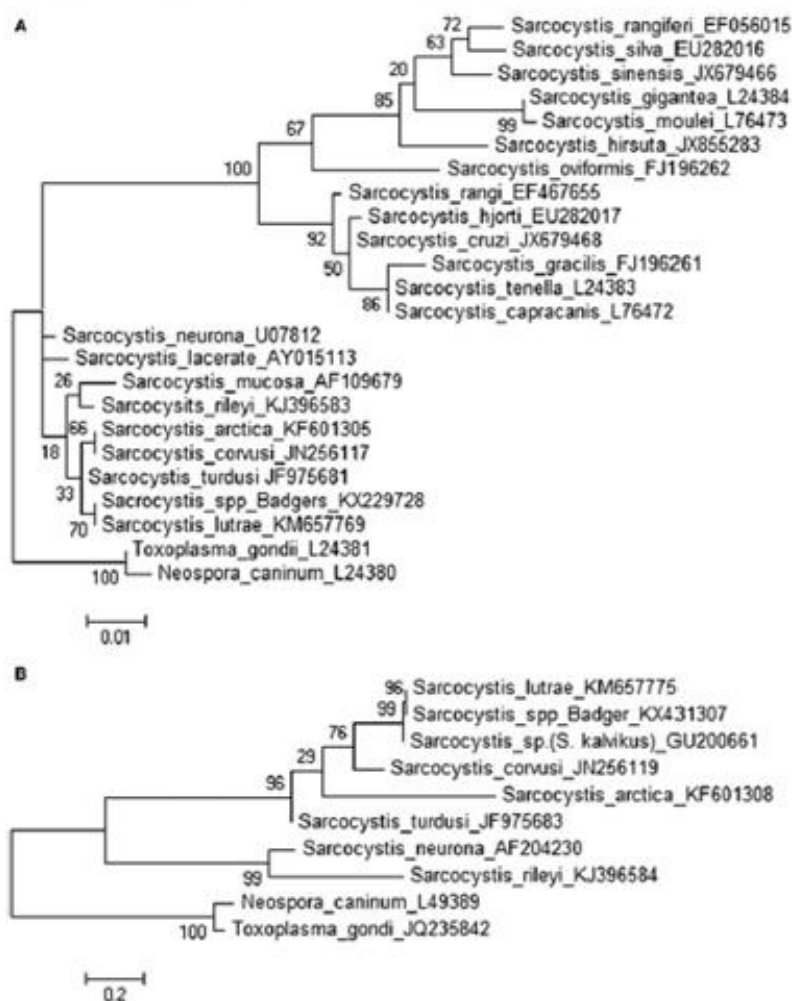 A
72 Sarcocystis_rangiferi_EF056015
63 Sarcocystis_silva_EU282016
Sarcocystis_sinensis_JX679466
20
Sarcocystis_gigantea_L24384
85
99 Sarcocystis_moulei_L76473
67
Sarcocystis_hirsuta_JX855283
100
Sarcocystis_oviformis_FJ196262
Sarcocystis_rangi_EF467655
Sarcocystis_hjorti_EU282017
92
Sarcocystis_cruzi_JX679468
50
Sarcocystis_gracilis_FJ196261
Sarcocystis_tenella_L24383
86
Sarcocystis_capracanis_L76472
Sarcocystis_neurona_U07812
Sarcocystis_lacerate_AY015113
26 Sarcocystis_mucosa_AF109679
Sarcocysits_rileyi_KJ396583
66 Sarcocystis_arctica_KF601305
18 Sarcocystis_corvusi_JN256117
Sarcocystis_turdusi JF975681
33
Sacrocystis_spp_Badgers_KX229728
70 Sarcocystis_lutrae_KM657769
Toxoplasma_gondii_L24381
100 Neospora_caninum_L24380
0.01
B
96 Sarcocystis_lutrae_KM657775
99
Sarcocystis_spp_Badger_KX431307
76
Sarcocystis_sp.(S. kalvikus)_GU200661
29
Sarcocystis_corvusi_JN256119
96
Sarcocystis_arctica_KF601308
Sarcocystis_turdusi_JF975683
Sarcocystis_neurona_AF204230
99 Sarcocystis_rileyi_KJ396584
Neospora_caninum_L49389
100 Toxoplasma_gondi_JQ235842
0.2